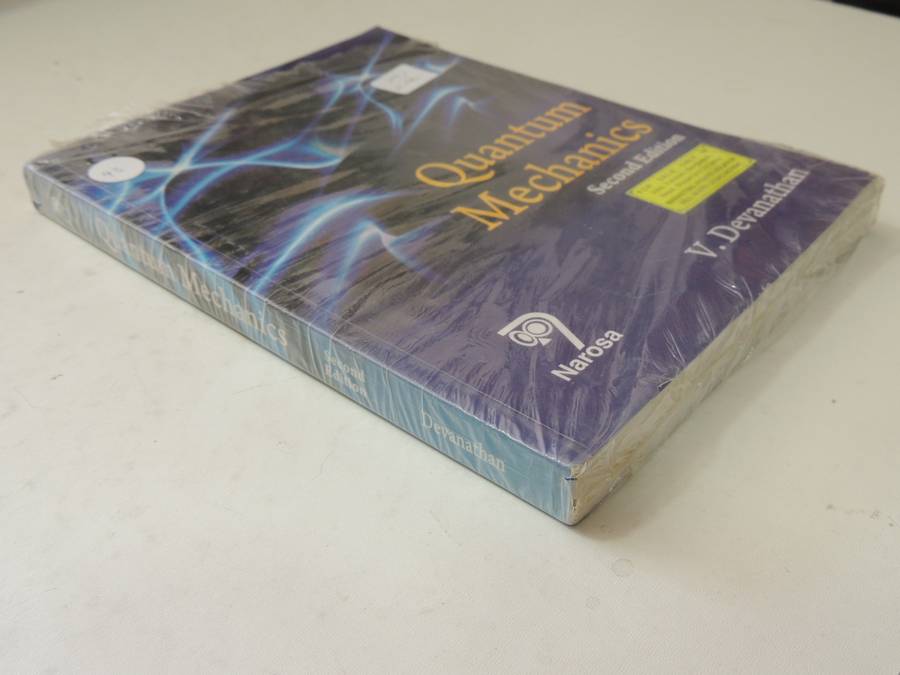 Quantum
Mechanics
Second Edition
V. Devanathan
Narosa
Quantum Mechanics
Second
Edition
Devanathan